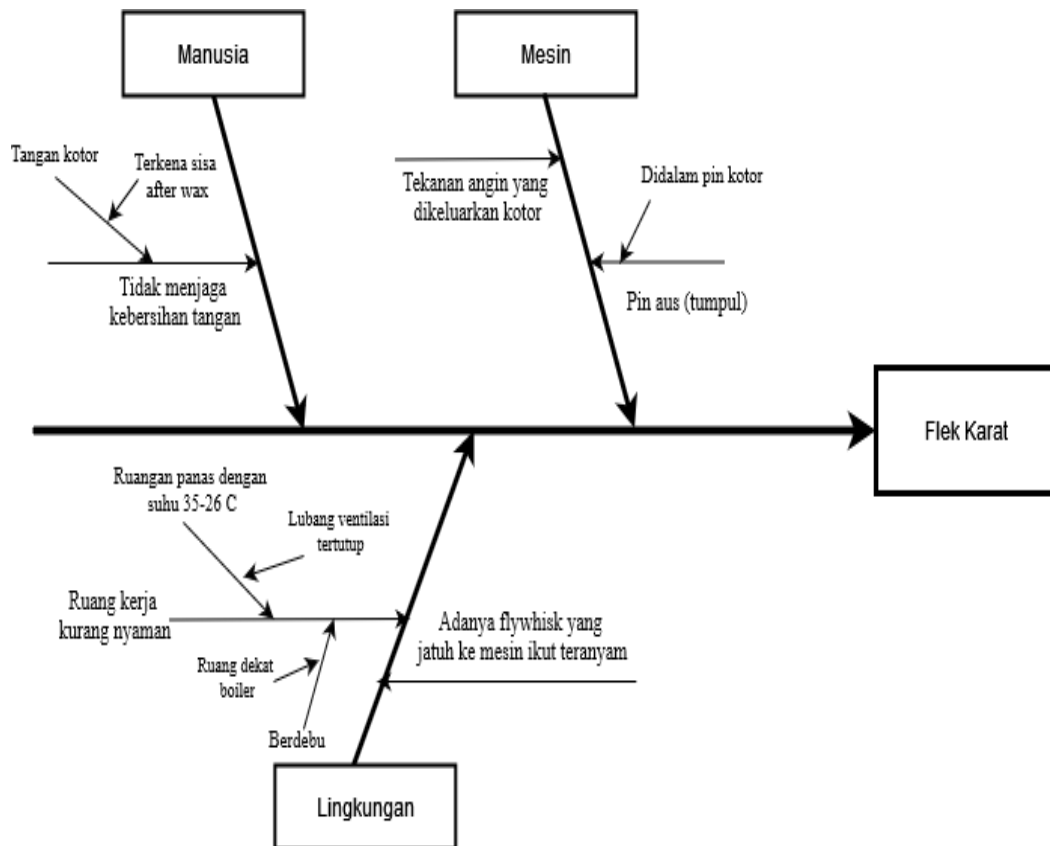 Manusia
Mesin
Tangan kotor
Terkena sisa
after wax
Tidak menjaga
kebersihan tangan
Tekanan angin yang
dikeluarkan kotor
Didalam pin kotor
Pin aus (tumpul)
Flek Karat
Ruangan panas dengan
suhu 35-26 C
Lubang ventilasi
tertutup
Ruang kerja
kurang nyaman
Ruang dekat
boiler
Berdebu
Adanya flywhisk yang
jatuh ke mesin ikut teranyam
Lingkungan